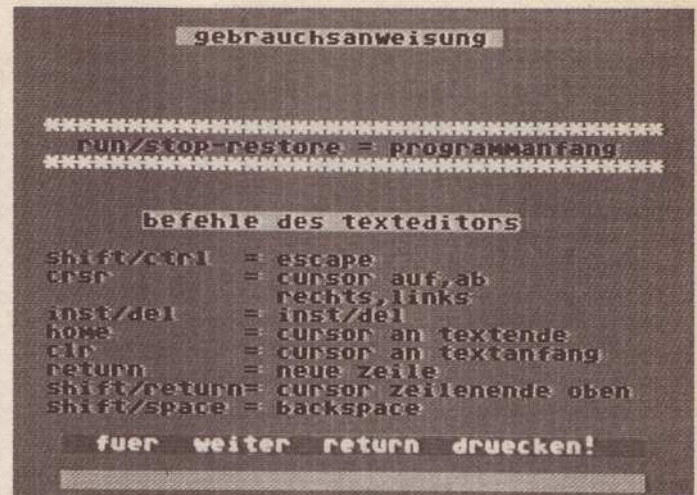 gebrauchsanweisung
****************************************
run/stop-restore = programmanfang
****************************************
befehle des texteditors
shift/ctrl = escape
crsr = cursor auf,ab
rechts,links
inst/del = inst/del
home = cursor an textende
clr = cursor an textanfang
return = neue zeile
shift/return= cursor zeilenende oben
shift/space = backspace
fuer weiter return druecken!